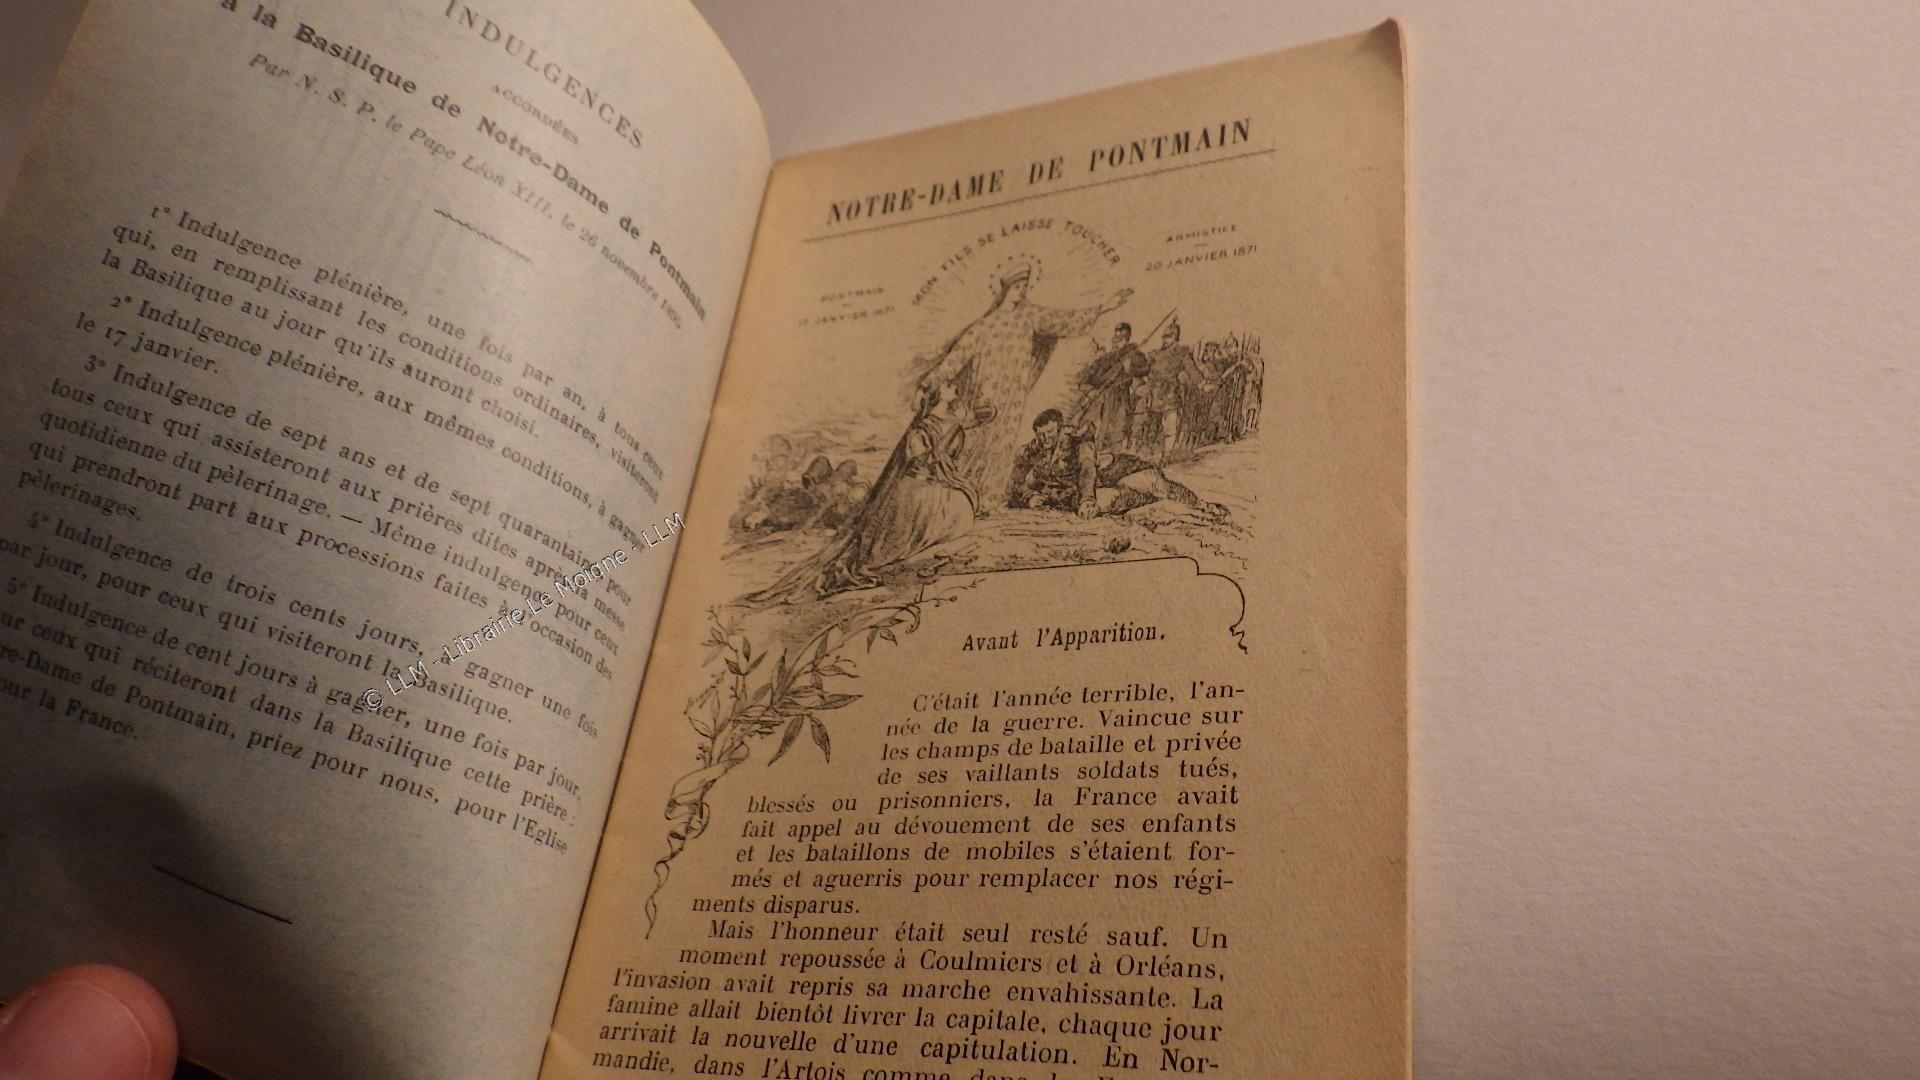 INDULGENCES
ACCORDÉES
à la Basilique de Notre-Dame de Pontmain
Par N. S. P. le Pape Léon XIII, le 26 novembre
1° Indulgence plénière, une fois par an, à tous ceux
qui, en remplissant les conditions ordinaires, visiteront
la Basilique au jour qu'ils auront choisi.
2° Indulgence plénière, aux mêmes conditions, à gagner
le 17 janvier.
3° Indulgence de sept ans et de sept quarantaines pour
tous ceux qui assisteront aux prières dites après la messe
quotidienne du pèlerinage. — Même indulgence pour ceux
qui prendront part aux processions faites à l'occasion des
pèlerinages.
4° Indulgence de trois cents jours, à gagner une fois
par jour, pour ceux qui visiteront la Basilique.
5° Indulgence de cent jours à gagner, une fois par jour,
ur ceux qui réciteront dans la Basilique cette prière :
re-Dame de Pontmain, priez pour nous, pour l'Eglise
our la France.
© LLM - Librairie Le Moigne - LLM
NOTRE-DAME DE PONTMAIN
MON FILS SE LAISSE TOUCHER
PONTMAIN
17 JANVIER 1871
ARMISTICE
20 JANVIER 1871
Avant l'Apparition.
C'était l'année terrible, l'an-
née de la guerre. Vaincue sur
les champs de bataille et privée
de ses vaillants soldats tués,
blessés ou prisonniers, la France avait
fait appel au dévouement de ses enfants
et les bataillons de mobiles s'étaient for-
més et aguerris pour remplacer nos régi-
ments disparus.
Mais l'honneur était seul resté sauf. Un
moment repoussée à Coulmiers et à Orléans,
l'invasion avait repris sa marche envahissante. La
famine allait bientôt livrer la capitale, chaque jour
arrivait la nouvelle d'une capitulation. En Nor-
mandie, dans l'Artois comme dans